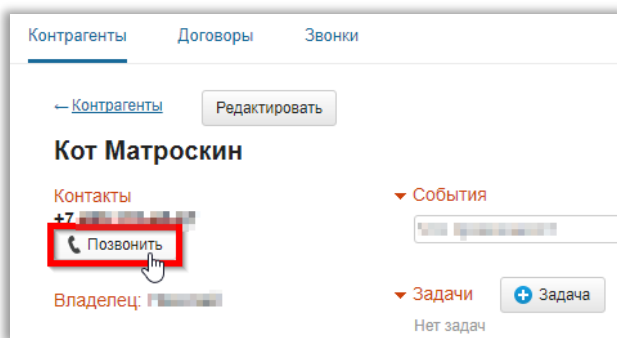 Контрагенты Договоры Звонки
← Контрагенты Редактировать
Кот Матроскин
Контакты
+7
Позвонить
Владелец:
События
Задачи Задача
Нет задач